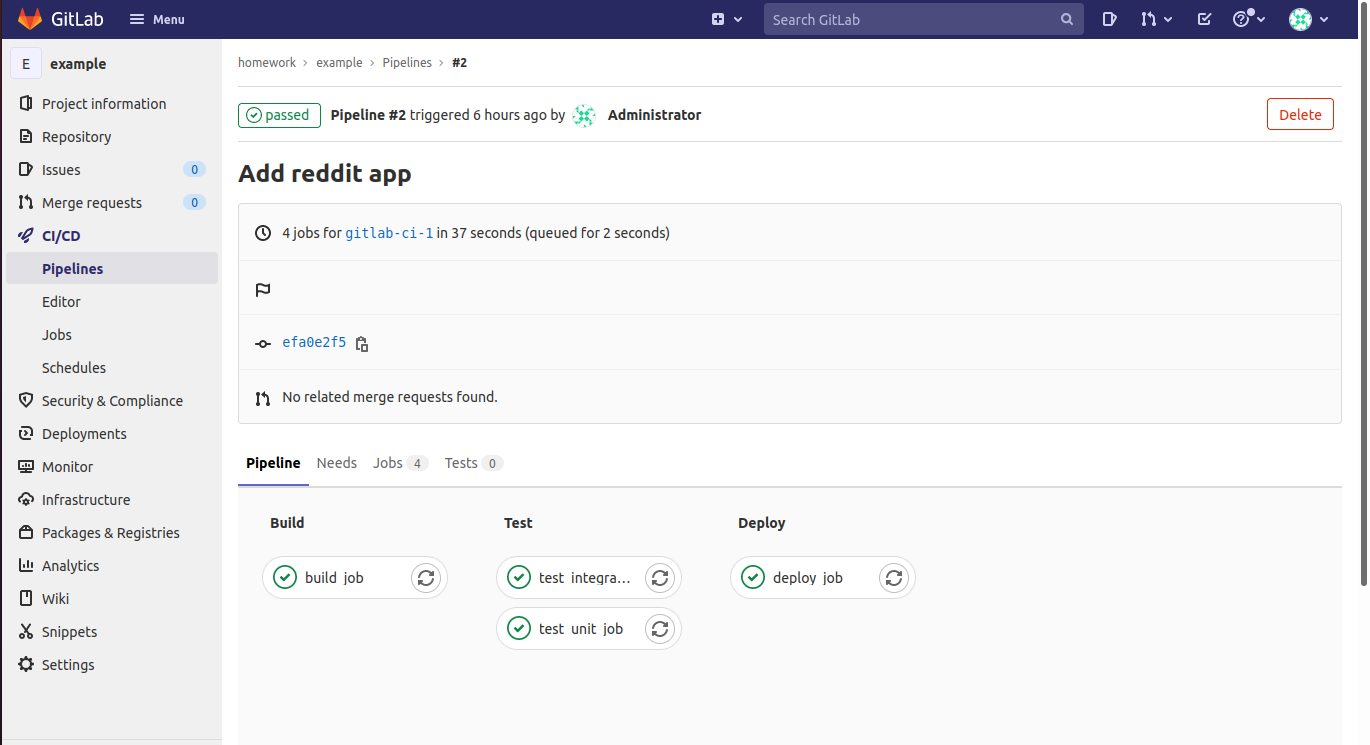 GitLab Menu Search GitLab
E example
Project information
Repository
Issues 0
Merge requests 0
CI/CD
Pipelines
Editor
Jobs
Schedules
Security & Compliance
Deployments
Monitor
Infrastructure
Packages & Registries
Analytics
Wiki
Snippets
Settings
homework › example › Pipelines › #2
passed Pipeline #2 triggered 6 hours ago by Administrator Delete
Add reddit app
4 jobs for gitlab-ci-1 in 37 seconds (queued for 2 seconds)
efa0e2f5
No related merge requests found.
Pipeline Needs Jobs 4 Tests 0
Build Test Deploy
build job test integra... deploy job
test unit job